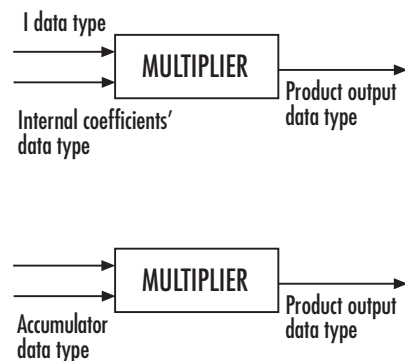 I data type
MULTIPLIER
Product output
data type
Internal coefficients'
data type
MULTIPLIER
Product output
data type
Accumulator
data type